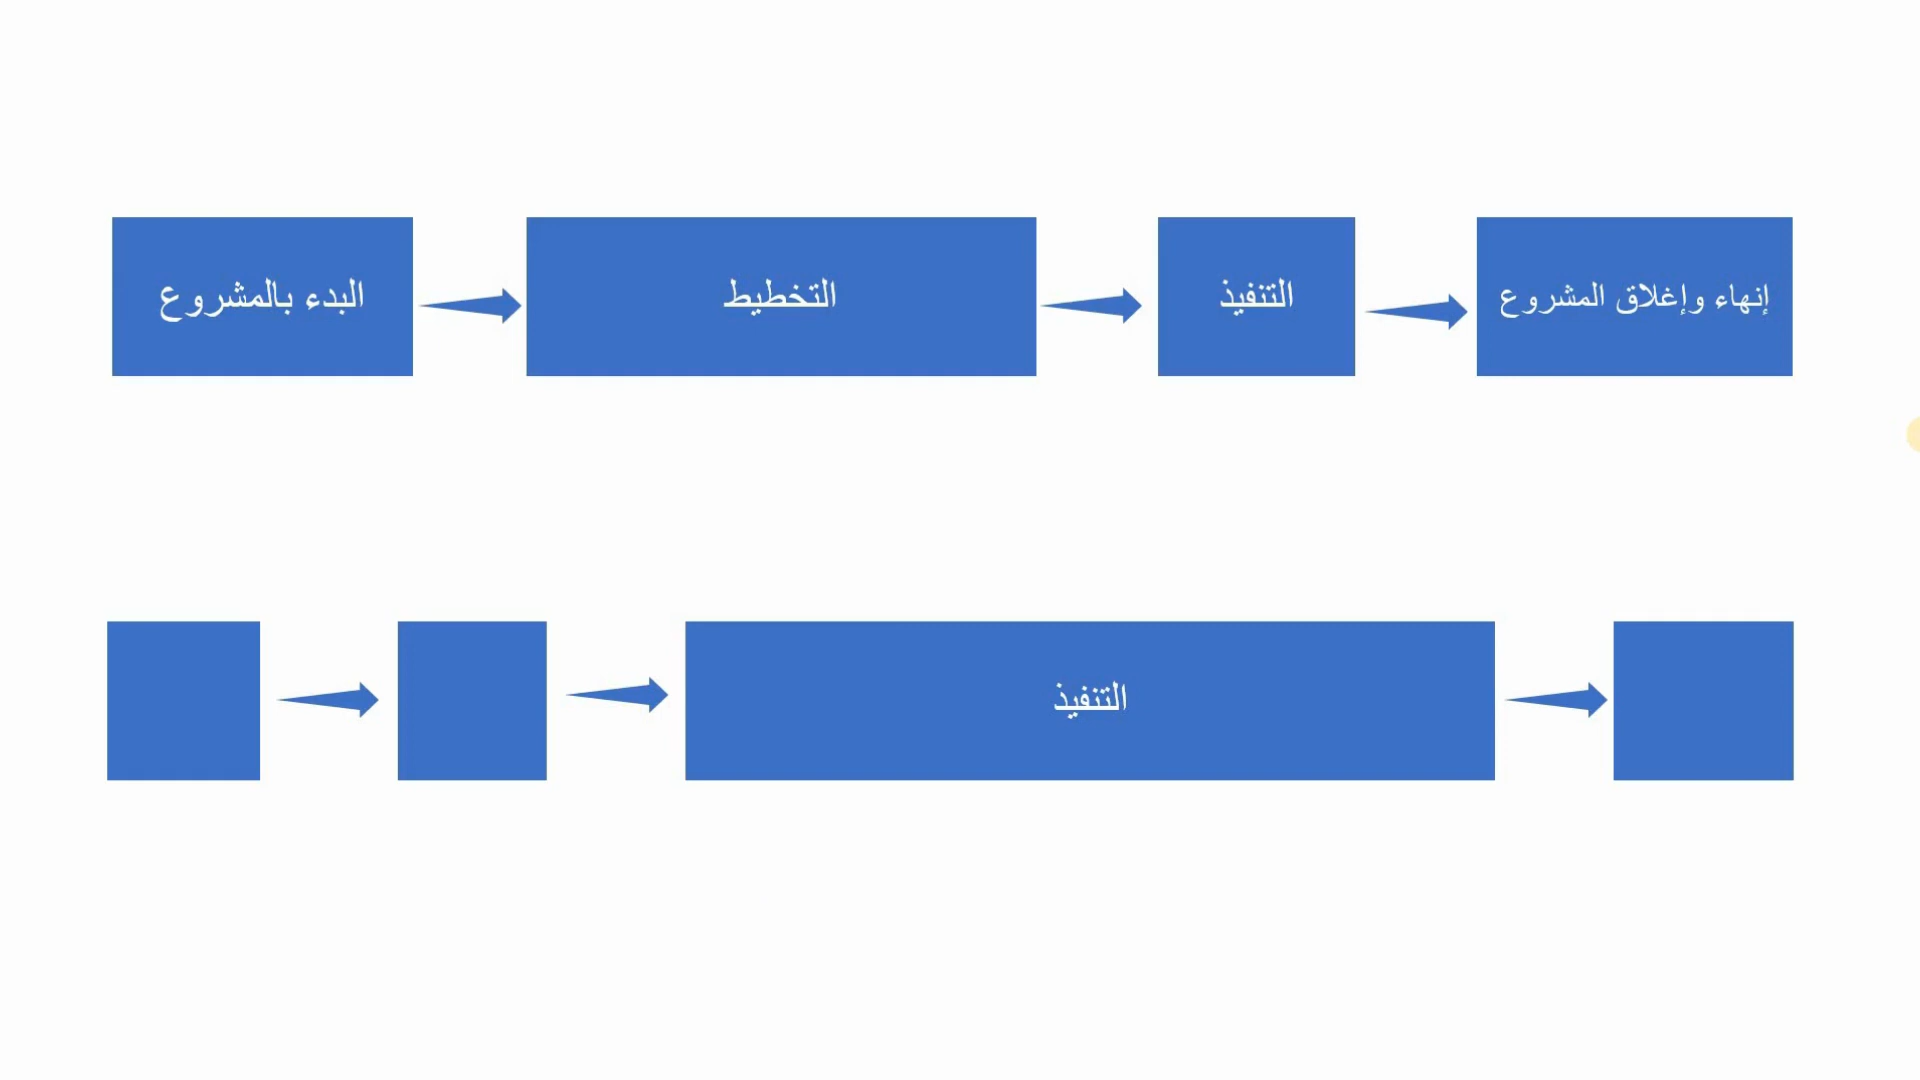 البدء بالمشروع
التخطيط
التنفيذ
إنهاء وإغلاق المشروع
التنفيذ